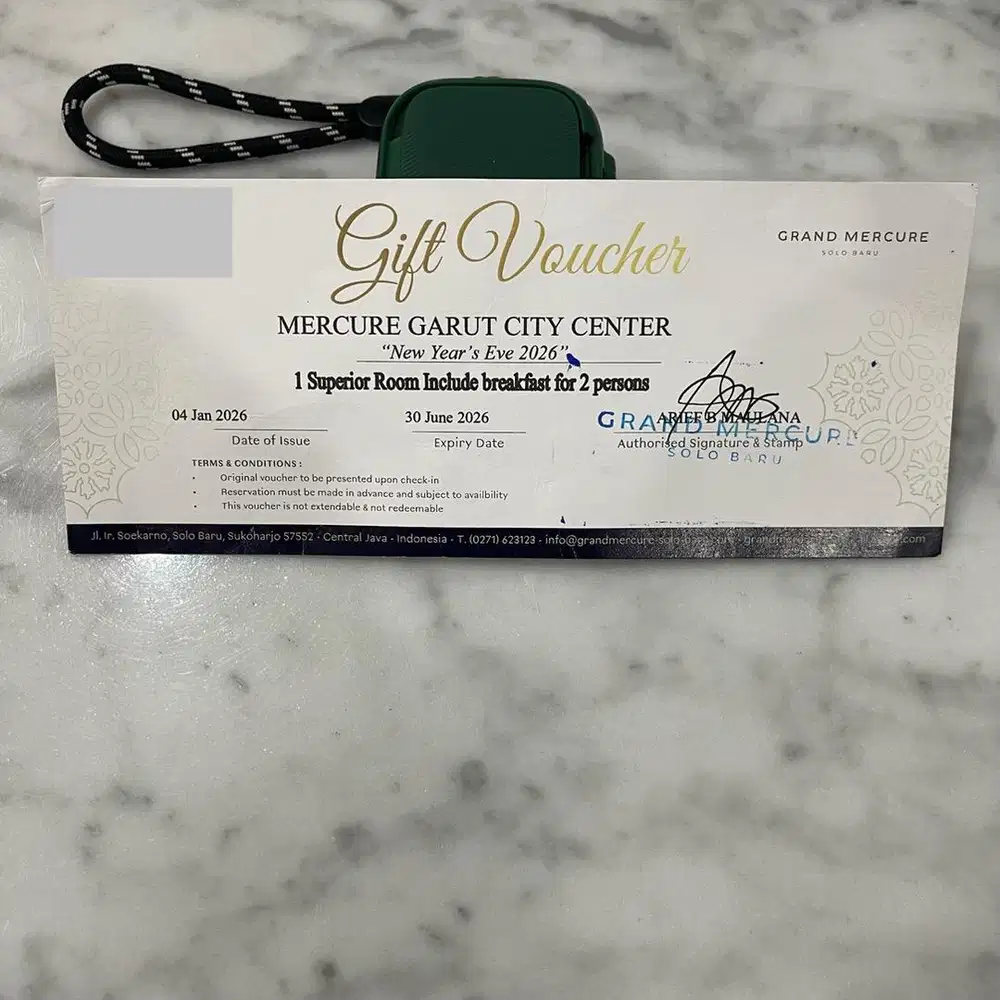 Gift Voucher
GRAND MERCURE
SOLO BARU
MERCURE GARUT CITY CENTER
“New Year’s Eve 2026”
1 Superior Room Include breakfast for 2 persons
04 Jan 2026
30 June 2026
ARIEF B MAULANA
GRAND MERCURE
Date of Issue
Expiry Date
Authorised Signature & Stamp
SOLO BARU
TERMS & CONDITIONS :
• Original voucher to be presented upon check-in
• Reservation must be made in advance and subject to availbility
• This voucher is not extendable & not redeemable
Jl. Ir. Soekarno, Solo Baru, Sukoharjo 57552 - Central Java - Indonesia - T. (0271) 623123 - info@grandmercure-solo-baru.com -